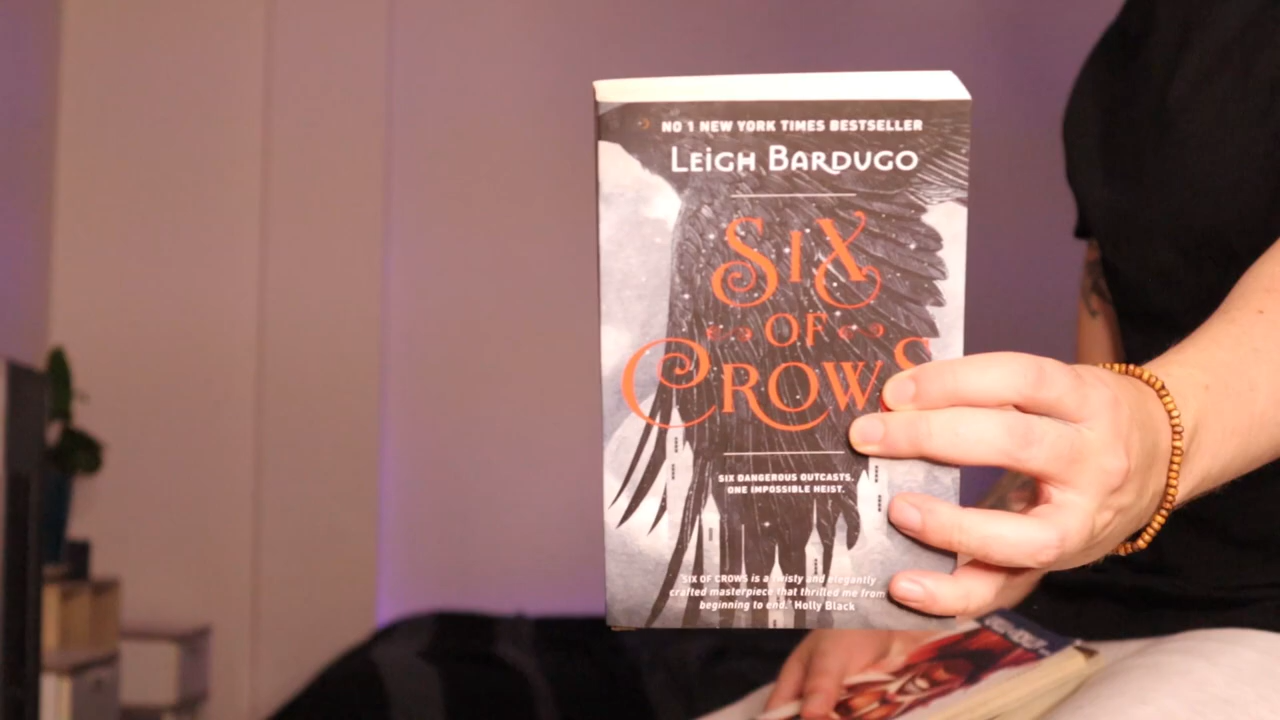 NO 1 NEW YORK TIMES BESTSELLER
LEIGH BARDUGO
SIX
OF
CROWS
SIX DANGEROUS OUTCASTS.
ONE IMPOSSIBLE HEIST.
'SIX OF CROWS is a twisty and elegantly
crafted masterpiece that thrilled me from
beginning to end.' Holly Black